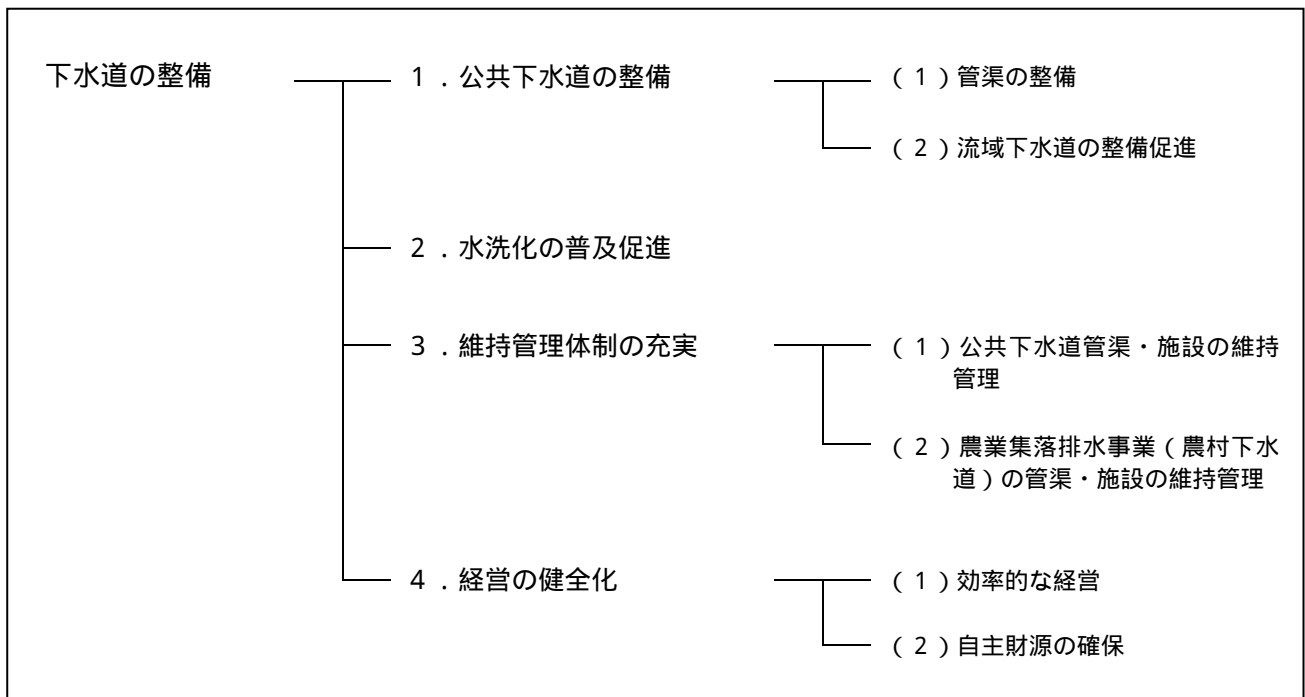 下水道の整備
1．公共下水道の整備
(1)管渠の整備
(2)流域下水道の整備促進
2．水洗化の普及促進
3．維持管理体制の充実
(1)公共下水道管渠・施設の維持
管理
(2)農業集落排水事業(農村下水
道)の管渠・施設の維持管理
4．経営の健全化
(1)効率的な経営
(2)自主財源の確保